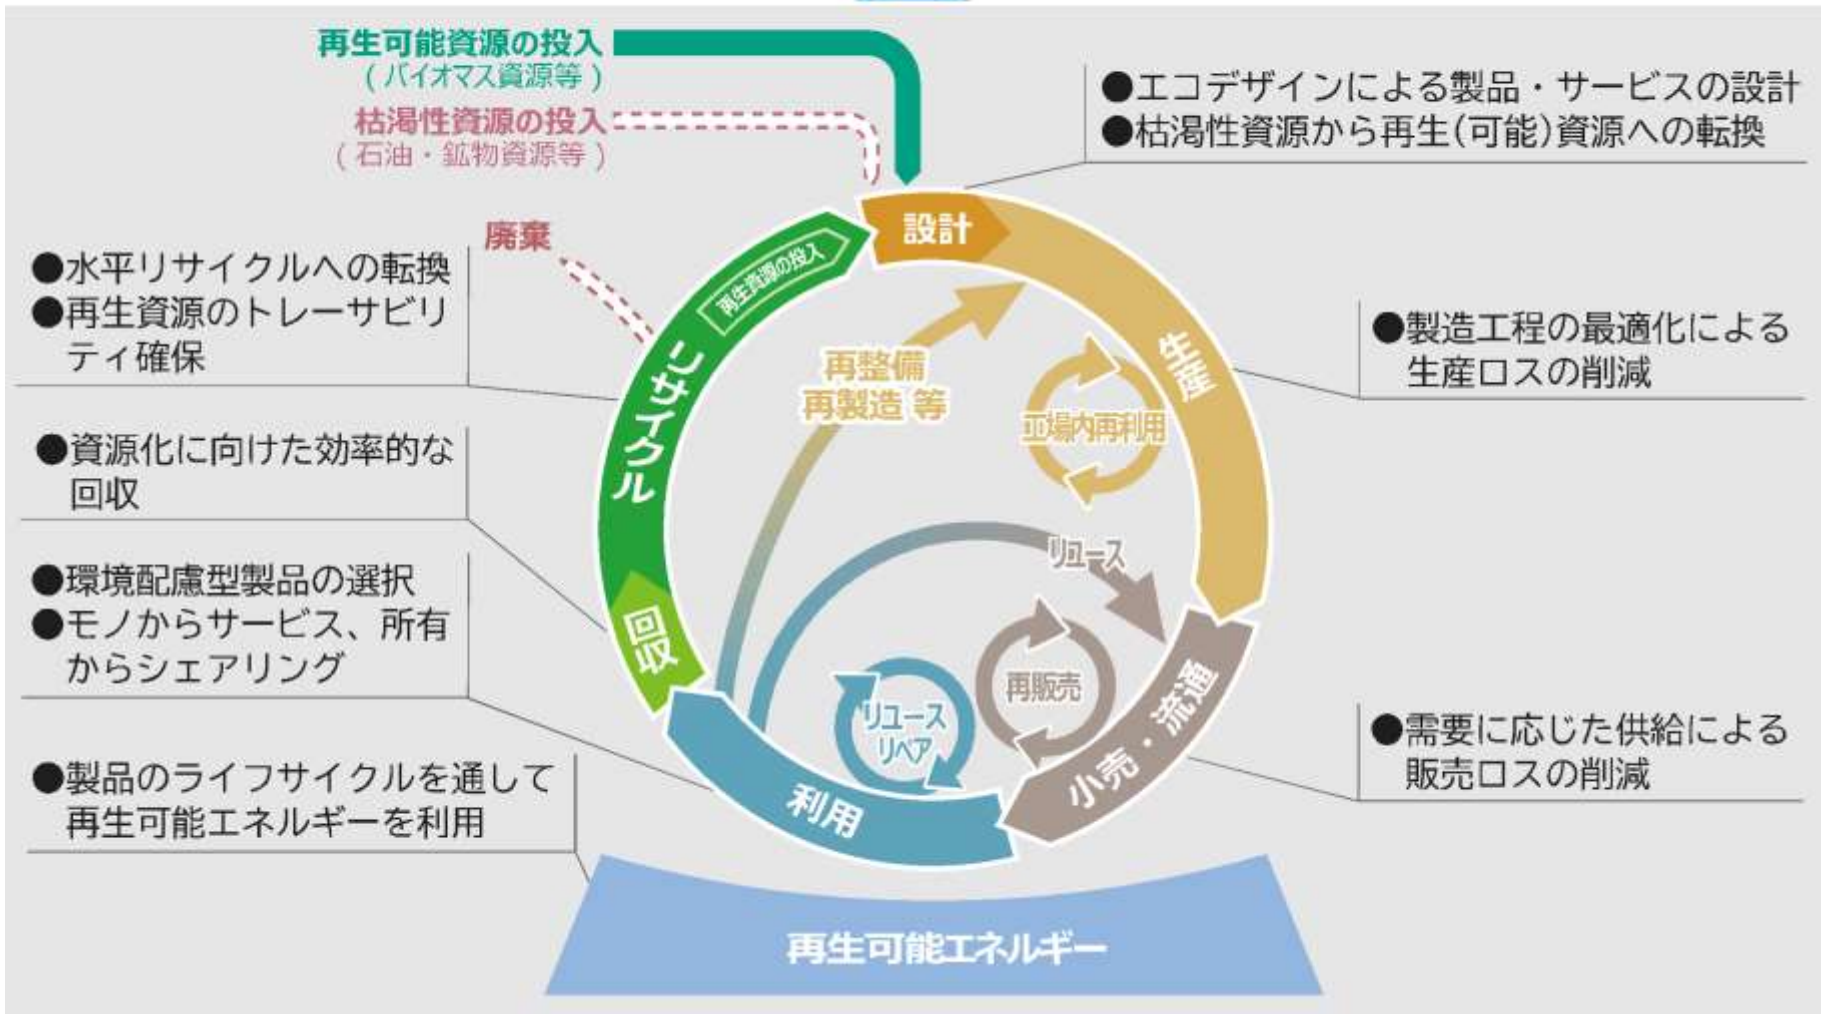 再生可能資源の投入
(バイオマス資源等)
枯渇性資源の投入
(石油・鉱物資源等)
●エコデザインによる製品・サービスの設計
●枯渇性資源から再生(可能)資源への転換
廃棄
設計
再生資源の投入
●水平リサイクルへの転換
●再生資源のトレーサビリ
ティ確保
リサイクル
再整備
再製造 等
生産
工場内再利用
●製造工程の最適化による
生産ロスの削減
●資源化に向けた効率的な
回収
リユース
●環境配慮型製品の選択
●モノからサービス、所有
からシェアリング
回収
再販売
リユース
リペア
小売・流通
利用
●需要に応じた供給による
販売ロスの削減
●製品のライフサイクルを通して
再生可能エネルギーを利用
再生可能エネルギー